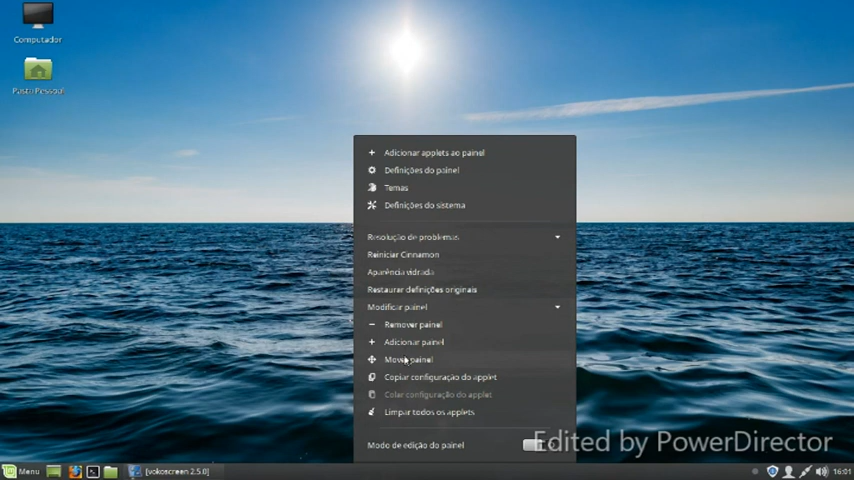 Computador
Pasta Pessoal
Adicionar applets ao painel
Definições do painel
Temas
Definições do sistema
Resolução de problemas
Reiniciar Cinnamon
Aparência vidrada
Restaurar definições originais
Modificar painel
Remover painel
Adicionar painel
Mover painel
Copiar configuração do applet
Colar configuração do applet
Limpar todos os applets
Modo de edição do painel
Edited by PowerDirector
Menu
[vokoscreen 2.5.0]
16:01